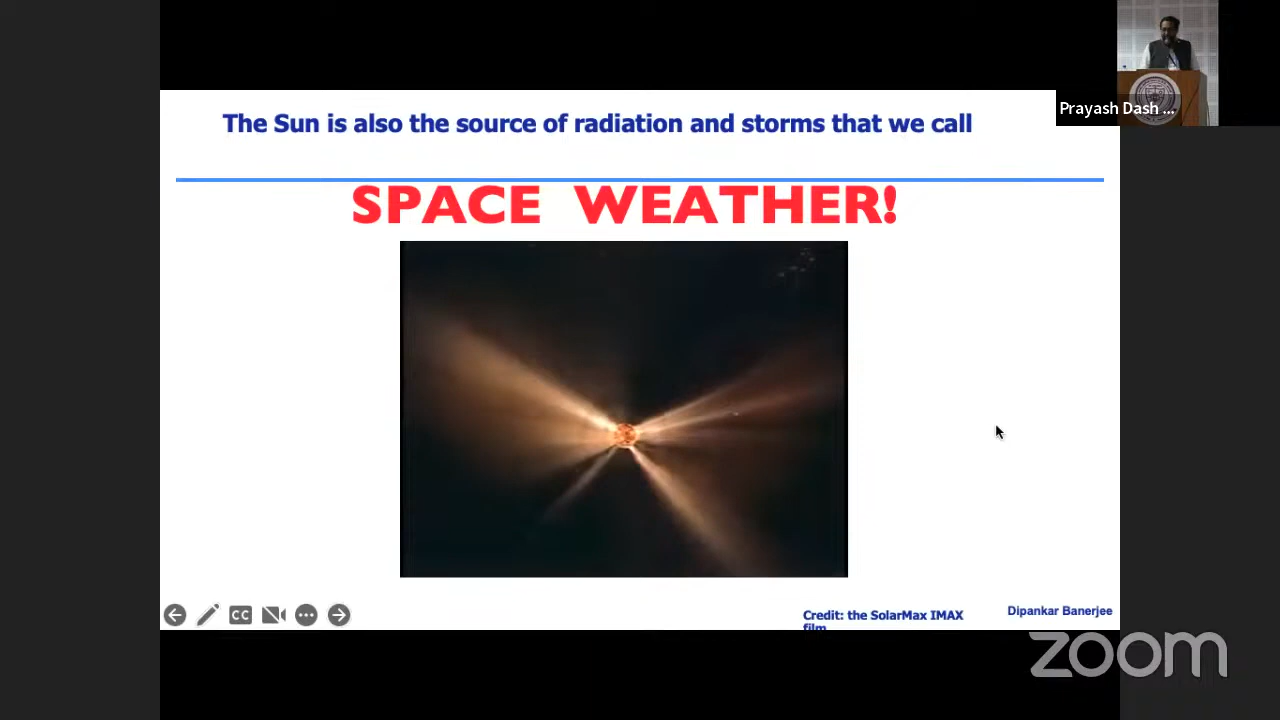 The Sun is also the source of radiation and storms that we call
Prayash Dash ...
SPACE WEATHER!
CC
Credit: the SolarMax IMAX
film
Dipankar Banerjee
zoom